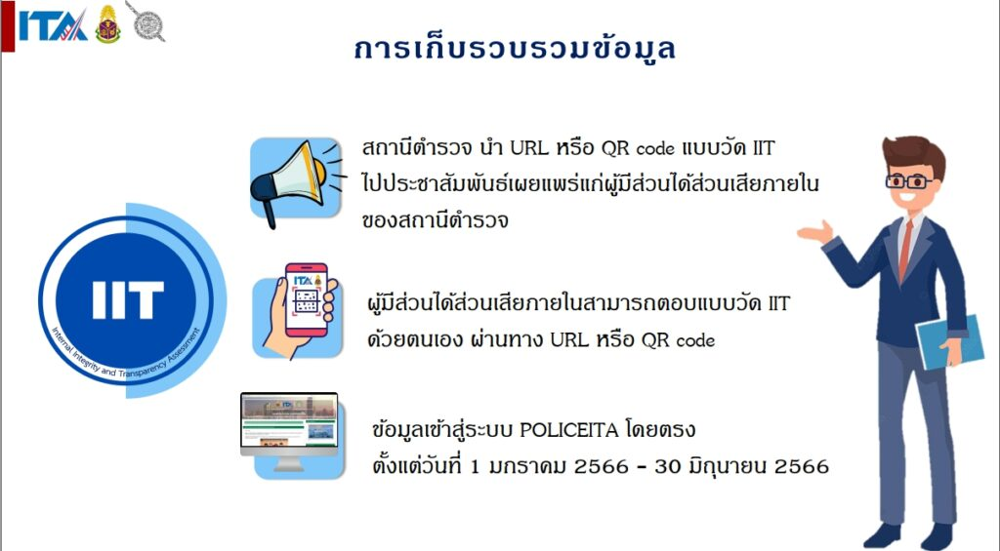 ITA
การเก็บรวบรวมข้อมูล
สถานีตำรวจ นำ URL หรือ QR code แบบวัด IIT
ไปประชาสัมพันธ์เผยแพร่แก่ผู้มีส่วนได้ส่วนเสียภายใน
ของสถานีตำรวจ
IIT
Internal Integrity and Transparency Assessment
ITA
ผู้มีส่วนได้ส่วนเสียภายในสามารถตอบแบบวัด IIT
ด้วยตนเอง ผ่านทาง URL หรือ QR code
ข้อมูลเข้าสู่ระบบ POLICEITA โดยตรง
ตั้งแต่วันที่ 1 มกราคม 2566 - 30 มิถุนายน 2566